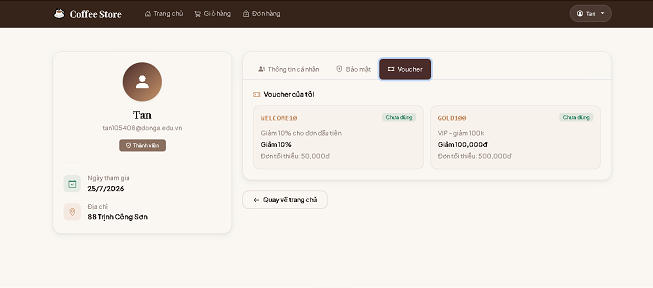 Coffee Store
Trang chủ
Giỏ hàng
Đơn hàng
Tan
Tan
tan105408@donga.edu.vn
Thành viên
Ngày tham gia
25/7/2026
Địa chỉ
88 Trịnh Công Sơn
Thông tin cá nhân
Bảo mật
Voucher
Voucher của tôi
WELCOME10
Chưa dùng
Giảm 10% cho đơn đầu tiên
Giảm 10%
Đơn tối thiểu: 50,000đ
GOLD100
Chưa dùng
VIP - giảm 100k
Giảm 100,000đ
Đơn tối thiểu: 500,000đ
Quay về trang chủ